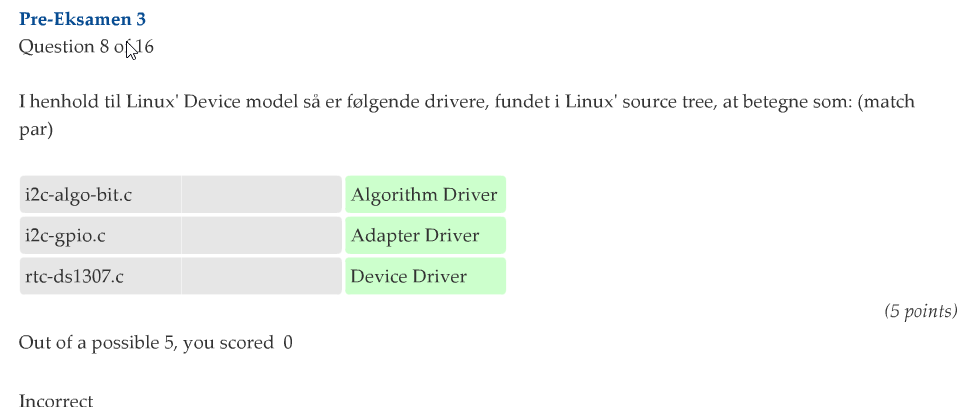 Pre-Eksamen 3
Question 8 of 16
I henhold til Linux' Device model så er følgende drivere, fundet i Linux' source tree, at betegne som: (match
par)
i2c-algo-bit.c Algorithm Driver
i2c-gpio.c Adapter Driver
rtc-ds1307.c Device Driver
(5 points)
Out of a possible 5, you scored 0
Incorrect